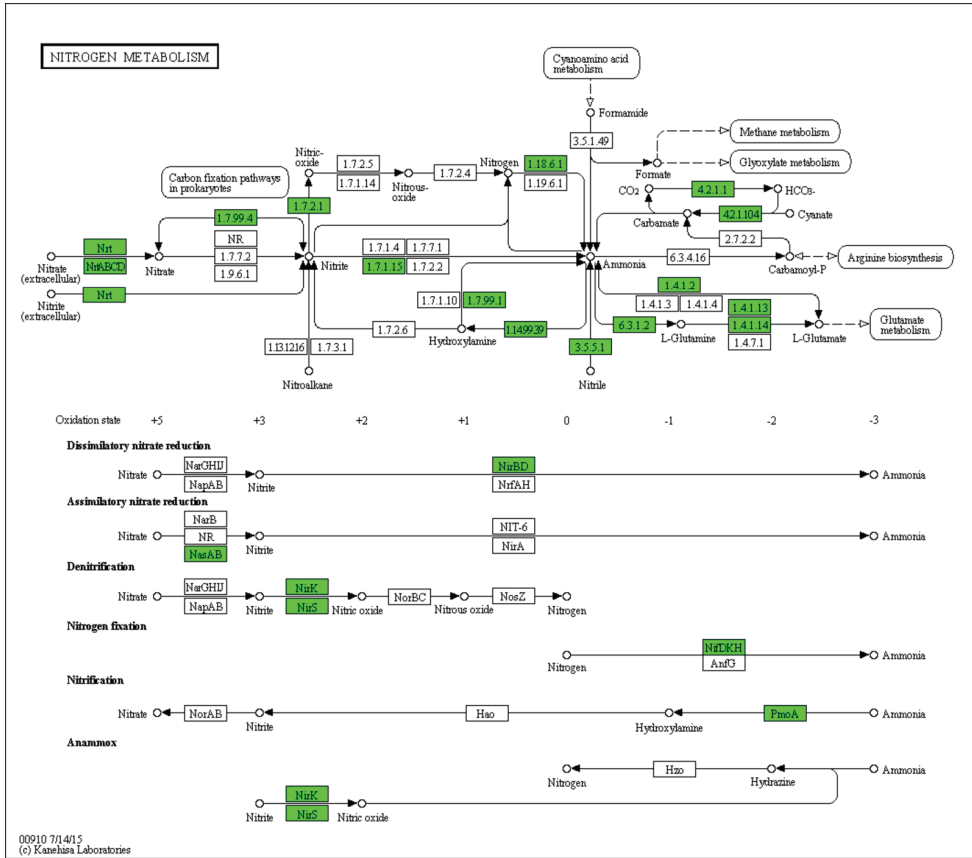 NITROGEN METABOLISM
Cyanoamino acid
metabolism
Formamide
3.5.1.49
Methane metabolism
Glyoxylate metabolism
Formate
Nitric-
oxide
1.7.2.5
1.7.1.14
Nitrous-
oxide
1.7.2.4
Nitrogen
1.18.6.1
1.19.6.1
Carbon fixation pathways
in prokaryotes
1.7.2.1
CO2
4.2.1.1
HCO3-
Carbamate
4.2.1.104
Cyanate
1.7.99.4
2.7.2.2
Nrt
NrtABCD
Nitrate
(extracellular)
Nitrate
NR
1.7.7.2
1.9.6.1
Nitrite
1.7.1.4
1.7.7.1
1.7.1.15
1.7.2.2
Ammonia
6.3.4.16
Carbamoyl-P
Arginine biosynthesis
Nrt
Nitrite
(extracellular)
1.7.1.10
1.7.99.1
1.4.1.2
1.4.1.3
1.4.1.4
1.4.1.13
1.7.2.6
Hydroxylamine
1.14.99.39
6.3.1.2
L-Glutamine
1.4.1.14
1.4.7.1
L-Glutamate
Glutamate
metabolism
1.13.12.16
1.7.3.1
3.5.5.1
Nitroalkane
Nitrile
Oxidation state +5 +3 +2 +1 0 -1 -2 -3
Dissimilatory nitrate reduction
NarGHIJ
NirBD
Nitrate
Ammonia
NapAB
Nitrite
NrfAH
Assimilatory nitrate reduction
NarB
NIT-6
Nitrate
NR
Ammonia
NasAB
Nitrite
NirA
Denitrification
NarGHIJ
NirK
Nitrate
NorBC
NosZ
NapAB
Nitrite
NirS
Nitric oxide
Nitrous oxide
Nitrogen
Nitrogen fixation
NifDKH
Ammonia
Nitrogen
AnfG
Nitrification
Nitrate
NorAB
Nitrite
Hao
Hydroxylamine
PmoA
Ammonia
Anammox
Nitrogen
Hzo
Hydrazine
Ammonia
NirK
Nitrite
NirS
Nitric oxide
00910 7/14/15
(c) Kanehisa Laboratories